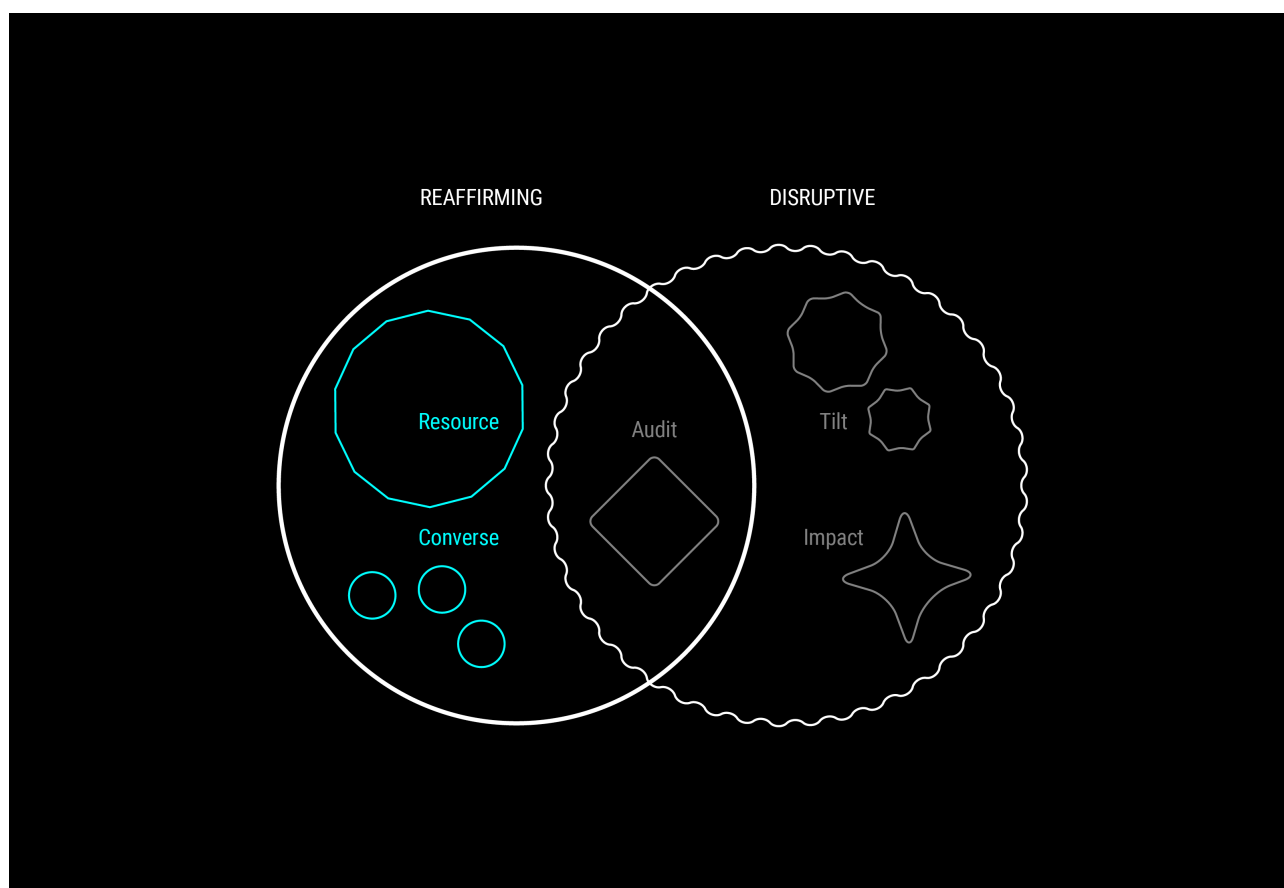 REAFFIRMING
DISRUPTIVE
Resource
Audit
Tilt
Converse
Impact